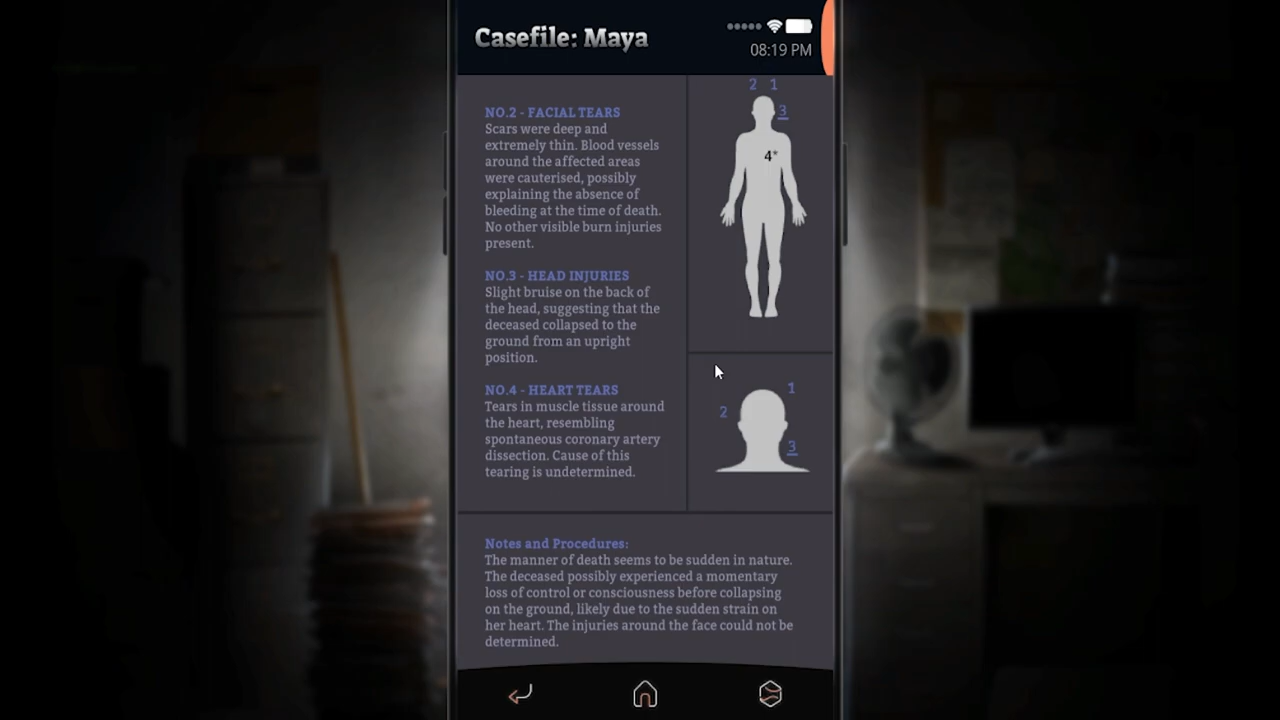 Casefile: Maya
08:19 PM
NO.2 - FACIAL TEARS
Scars were deep and
extremely thin. Blood vessels
around the affected areas
were cauterised, possibly
explaining the absence of
bleeding at the time of death.
No other visible burn injuries
present.
NO.3 - HEAD INJURIES
Slight bruise on the back of
the head, suggesting that the
deceased collapsed to the
ground from an upright
position.
NO.4 - HEART TEARS
Tears in muscle tissue around
the heart, resembling
spontaneous coronary artery
dissection. Cause of this
tearing is undetermined.
2 1
3
4*
1
2
3
Notes and Procedures:
The manner of death seems to be sudden in nature.
The deceased possibly experienced a momentary
loss of control or consciousness before collapsing
on the ground, likely due to the sudden strain on
her heart. The injuries around the face could not be
determined.